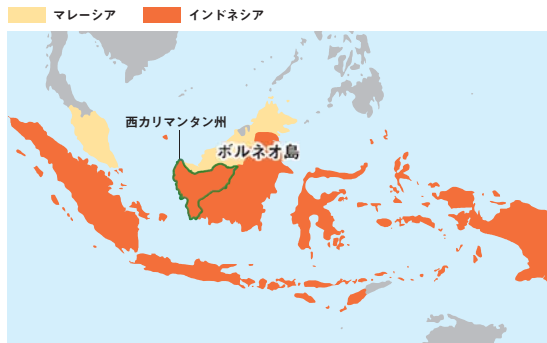 マレーシア
インドネシア
西カリマンタン州
ボルネオ島